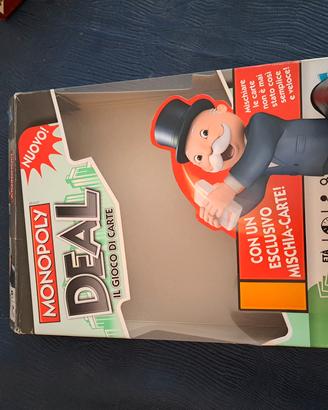 NUOVO!
MONOPOLY
DEAL
IL GIOCO DI CARTE
Mischiare
le carte
non è mai
stato così
semplice
e veloce!
CON UN
ESCLUSIVO
MISCHIA-CARTE!
ETÀ